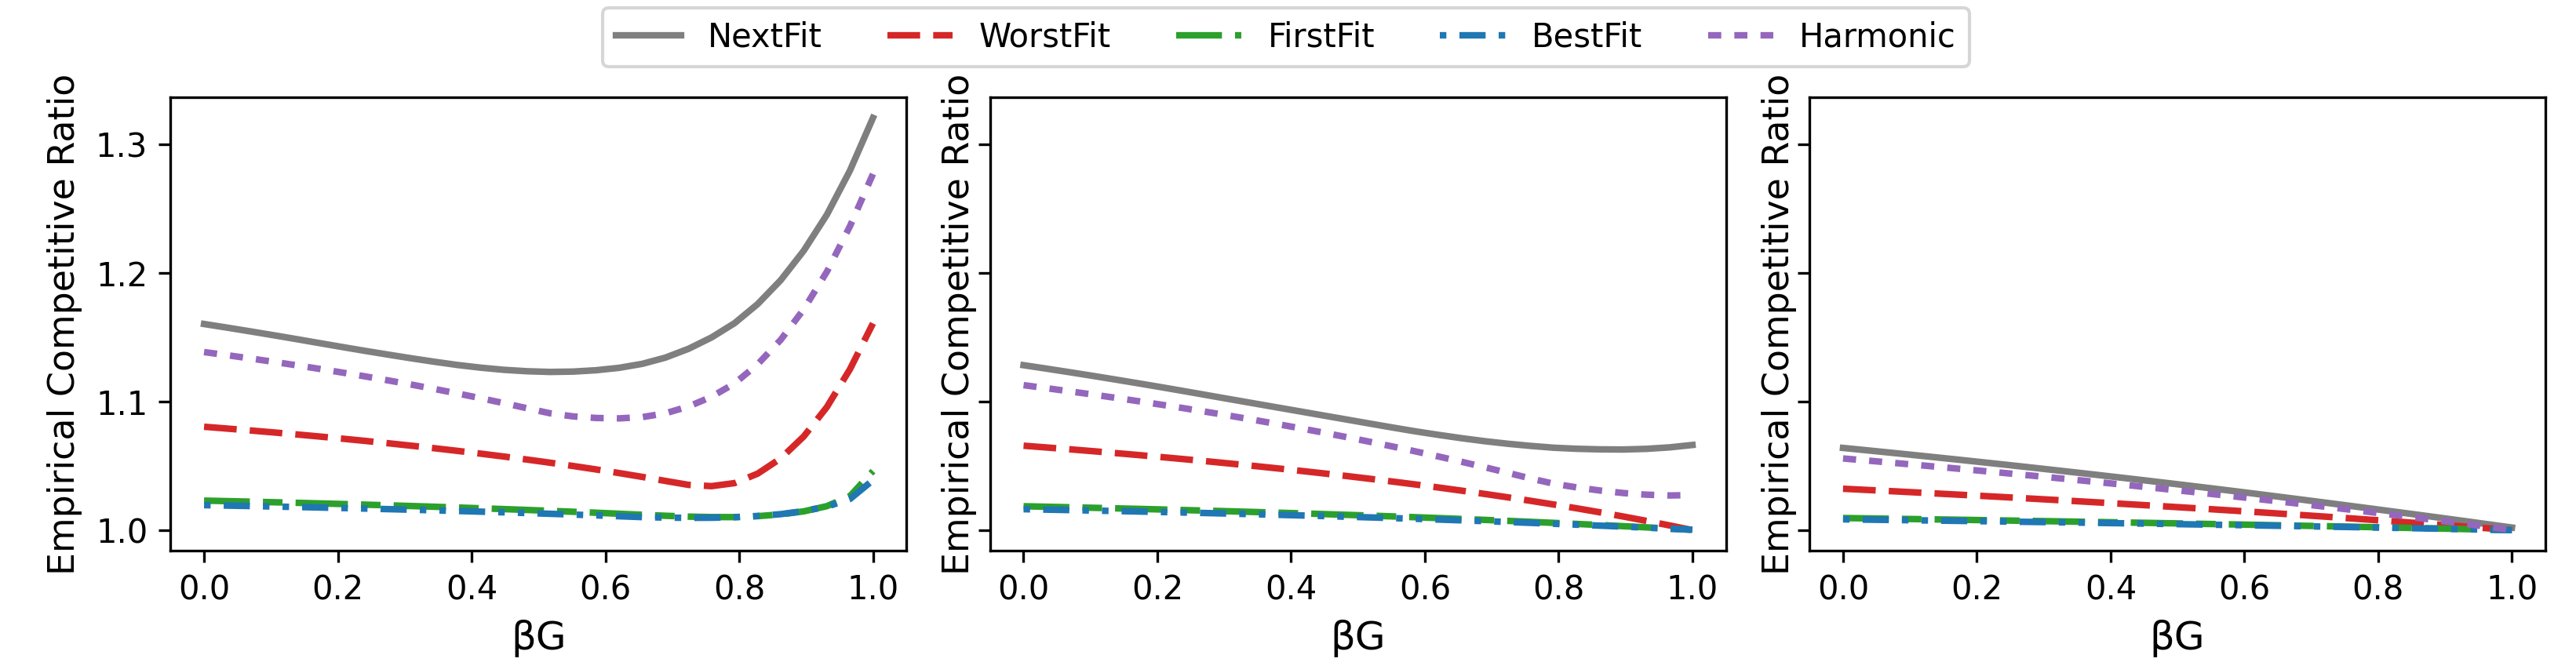 NextFit WorstFit FirstFit BestFit Harmonic
Empirical Competitive Ratio
1.3
1.2
1.1
1.0
0.0 0.2 0.4 0.6 0.8 1.0
βG
Empirical Competitive Ratio
0.0 0.2 0.4 0.6 0.8 1.0
βG
Empirical Competitive Ratio
0.0 0.2 0.4 0.6 0.8 1.0
βG